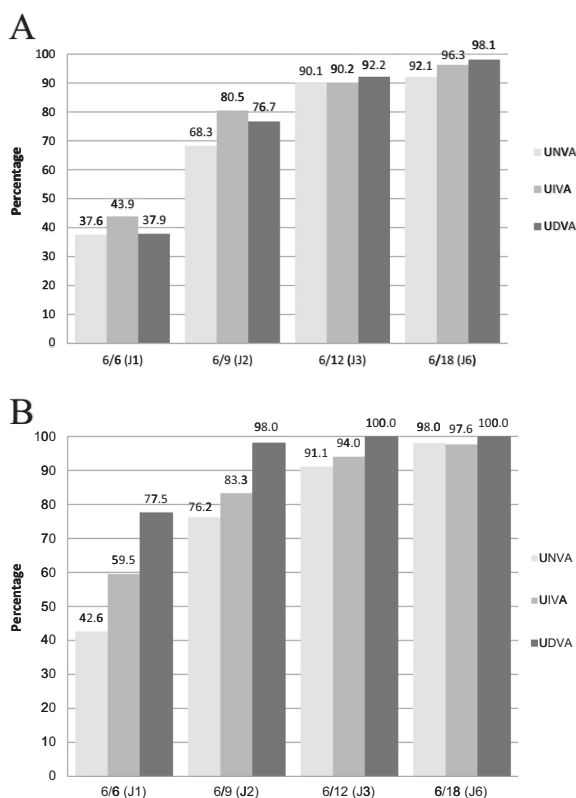 A
100
90
80
70
60
50
40
30
20
10
0
Percentage
37.6 43.9 37.9
68.3 80.5 76.7
90.1 90.2 92.2
92.1 96.3 98.1
6/6 (J1) 6/9 (J2) 6/12 (J3) 6/18 (J6)
UNVA
UIVA
UDVA
B
100
90
80
70
60
50
40
30
20
10
0
Percentage
42.6 59.5 77.5
76.2 83.3 98.0
91.1 94.0 100.0
98.0 97.6 100.0
6/6 (J1) 6/9 (J2) 6/12 (J3) 6/18 (J6)
UNVA
UIVA
UDVA